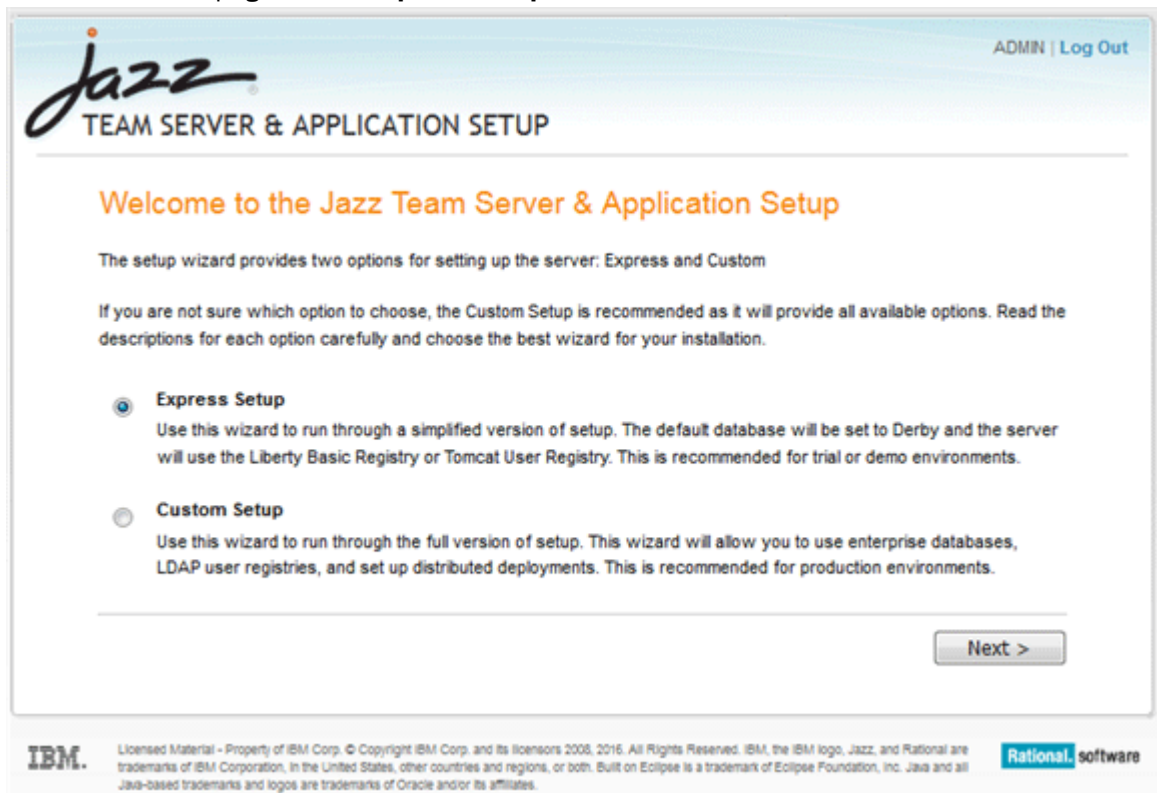 jazz
ADMIN | Log Out
TEAM SERVER & APPLICATION SETUP
Welcome to the Jazz Team Server & Application Setup
The setup wizard provides two options for setting up the server: Express and Custom
If you are not sure which option to choose, the Custom Setup is recommended as it will provide all available options. Read the
descriptions for each option carefully and choose the best wizard for your installation.
Express Setup
Use this wizard to run through a simplified version of setup. The default database will be set to Derby and the server
will use the Liberty Basic Registry or Tomcat User Registry. This is recommended for trial or demo environments.
Custom Setup
Use this wizard to run through the full version of setup. This wizard will allow you to use enterprise databases,
LDAP user registries, and set up distributed deployments. This is recommended for production environments.
Next >
IBM.
Licensed Material - Property of IBM Corp. © Copyright IBM Corp. and its licensors 2008, 2016. All Rights Reserved. IBM, the IBM logo, Jazz, and Rational are
trademarks of IBM Corporation, in the United States, other countries and regions, or both. Built on Eclipse is a trademark of Eclipse Foundation, Inc. Java and all
Java-based trademarks and logos are trademarks of Oracle and/or its affiliates.
Rational. software